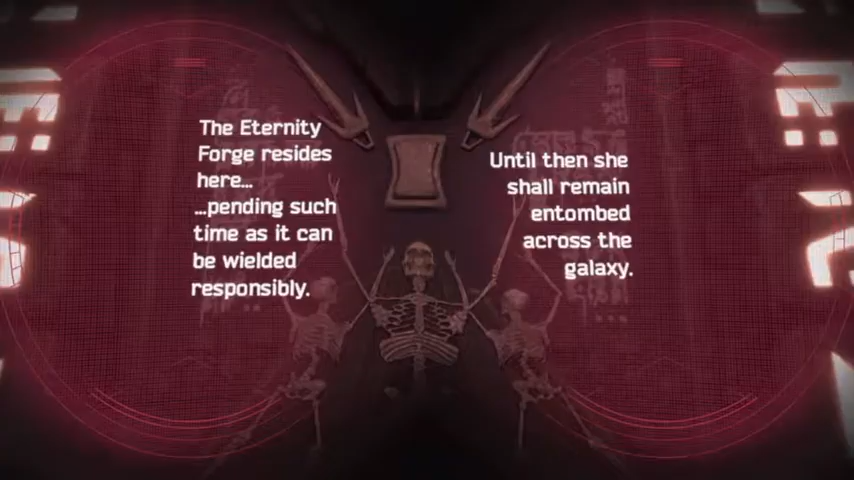 The Eternity
Forge resides
here...
...pending such
time as it can
be wielded
responsibly.
Until then she
shall remain
entombed
across the
galaxy.